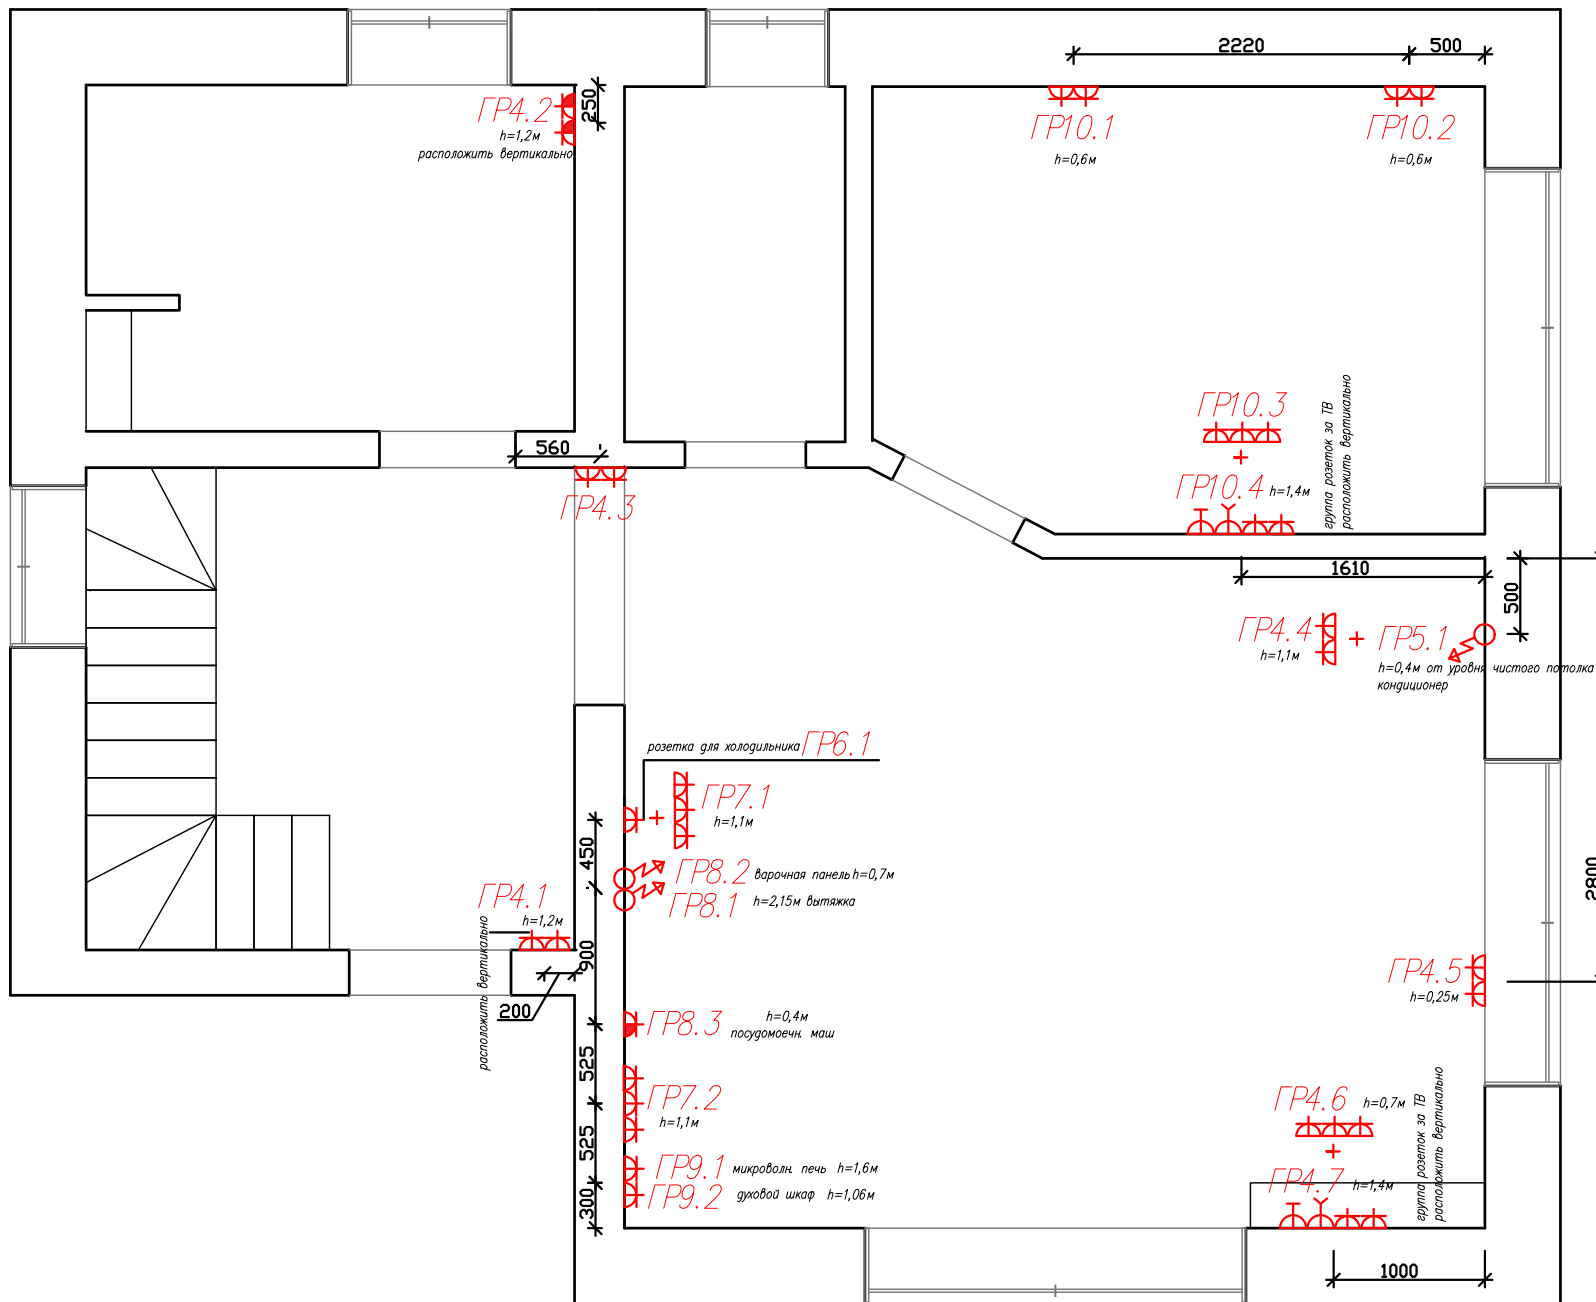 2220
500
ГР4.2
h=1,2м
расположить вертикально
250
ГР10.1
h=0,6м
ГР10.2
h=0,6м
560
ГР4.3
ГР10.3
ГР10.4 h=1,4м
группа розеток за ТВ
расположить вертикально
1610
500
ГР4.4
h=1,1м
ГР5.1
h=0,4м от уровня чистого потолка
кондиционер
розетка для холодильника ГР6.1
ГР7.1
h=1,1м
450
ГР8.2 варочная панель h=0,7м
ГР8.1 h=2,15м вытяжка
2800
ГР4.1
h=1,2м
расположить вертикально
900
200
ГР4.5
h=0,25м
ГР8.3
h=0,4м
посудомоечн. маш
525
ГР7.2
h=1,1м
525
ГР9.1 микроволн. печь h=1,6м
ГР9.2 духовой шкаф h=1,06м
300
ГР4.6 h=0,7м
ГР4.7 h=1,4м
группа розеток за ТВ
расположить вертикально
1000